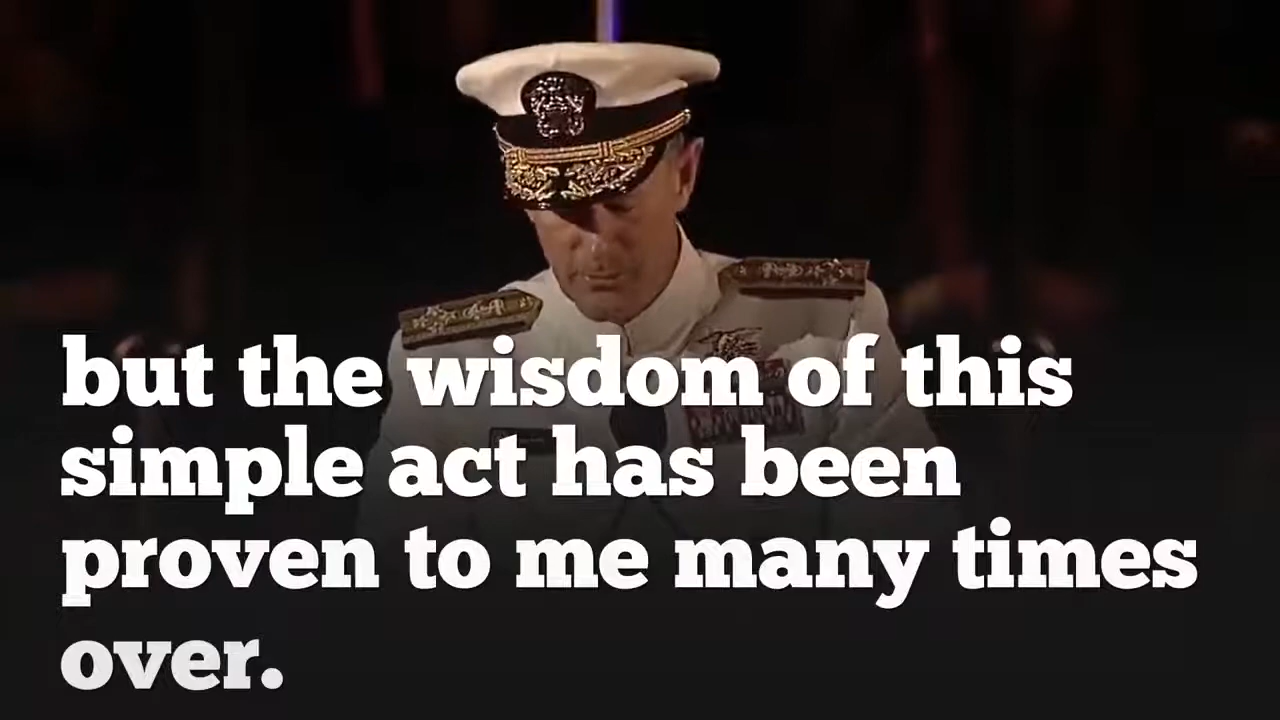 but the wisdom of this
simple act has been
proven to me many times
over.